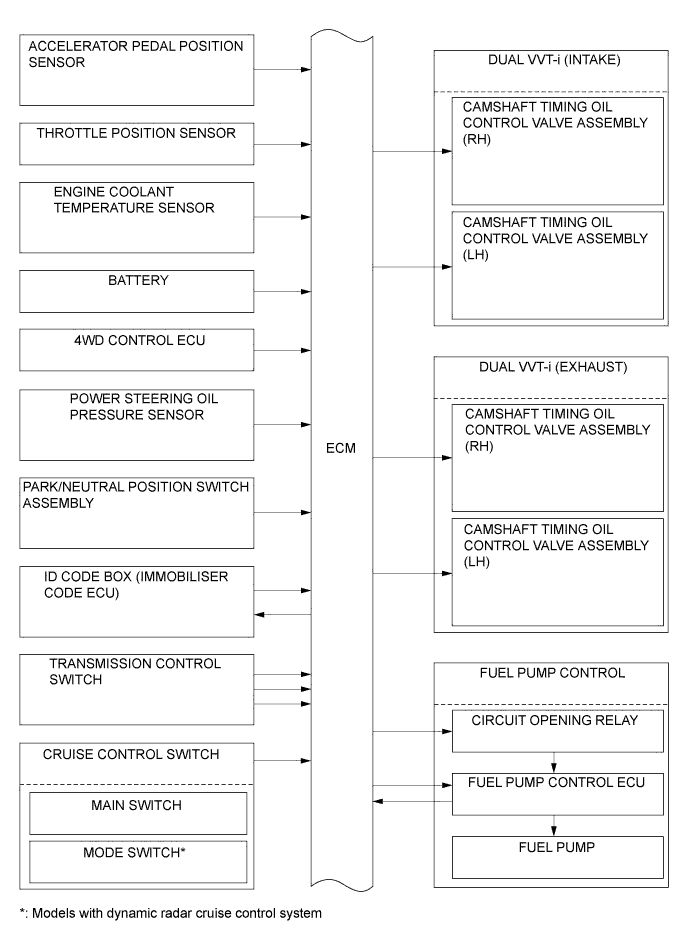 ACCELERATOR PEDAL POSITION
SENSOR
THROTTLE POSITION SENSOR
ENGINE COOLANT
TEMPERATURE SENSOR
BATTERY
4WD CONTROL ECU
POWER STEERING OIL
PRESSURE SENSOR
PARK/NEUTRAL POSITION SWITCH
ASSEMBLY
ID CODE BOX (IMMOBILISER
CODE ECU)
TRANSMISSION CONTROL
SWITCH
CRUISE CONTROL SWITCH
MAIN SWITCH
MODE SWITCH*
ECM
DUAL VVT-i (INTAKE)
CAMSHAFT TIMING OIL
CONTROL VALVE ASSEMBLY
(RH)
CAMSHAFT TIMING OIL
CONTROL VALVE ASSEMBLY
(LH)
DUAL VVT-i (EXHAUST)
CAMSHAFT TIMING OIL
CONTROL VALVE ASSEMBLY
(RH)
CAMSHAFT TIMING OIL
CONTROL VALVE ASSEMBLY
(LH)
FUEL PUMP CONTROL
CIRCUIT OPENING RELAY
FUEL PUMP CONTROL ECU
FUEL PUMP
*: Models with dynamic radar cruise control system